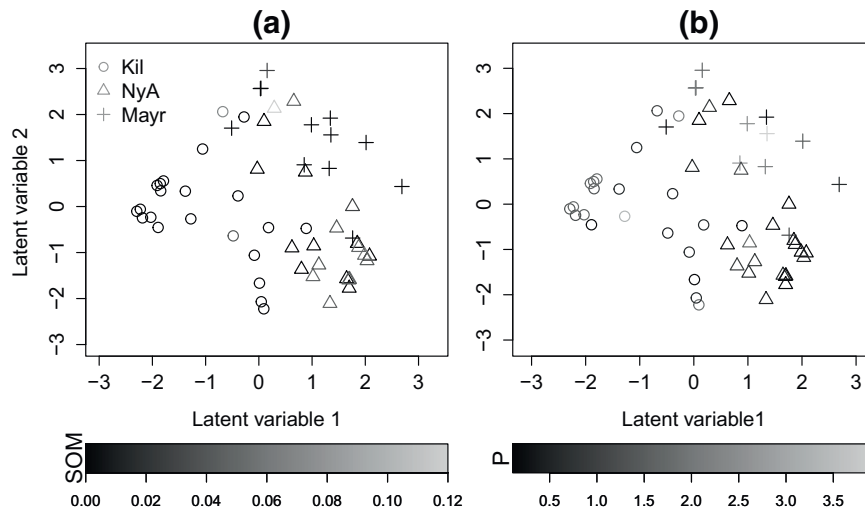 (a)
Kil
NyA
Mayr
3
2
1
0
−1
−2
−3
Latent variable 2
−3 −2 −1 0 1 2 3
Latent variable 1
SOM
0.00 0.02 0.04 0.06 0.08 0.10 0.12
(b)
3
2
1
0
−1
−2
−3
−3 −2 −1 0 1 2 3
Latent variable1
P
0.5 1.0 1.5 2.0 2.5 3.0 3.5